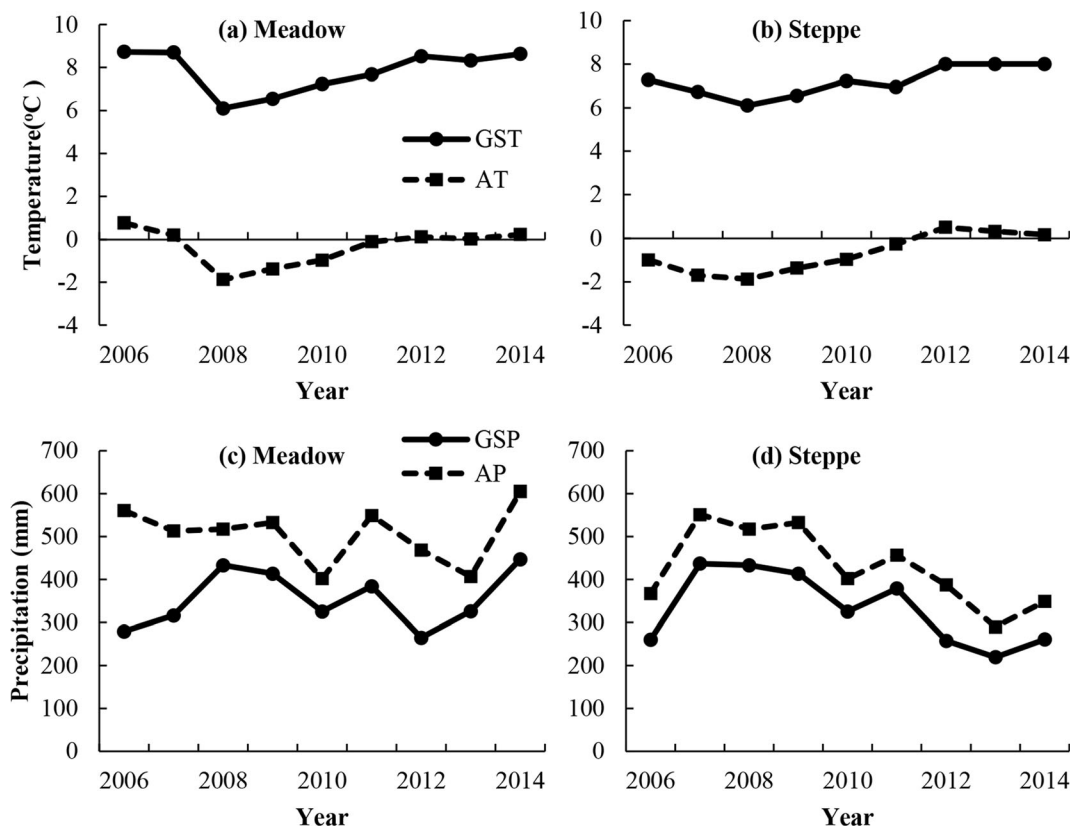 (a) Meadow
Temperature(°C )
10
8
6
4
2
0
-2
-4
GST
AT
2006 2008 2010 2012 2014
Year
(b) Steppe
10
8
6
4
2
0
-2
-4
2006 2008 2010 2012 2014
Year
(c) Meadow
GSP
AP
Precipitation (mm)
700
600
500
400
300
200
100
0
2006 2008 2010 2012 2014
Year
(d) Steppe
700
600
500
400
300
200
100
0
2006 2008 2010 2012 2014
Year